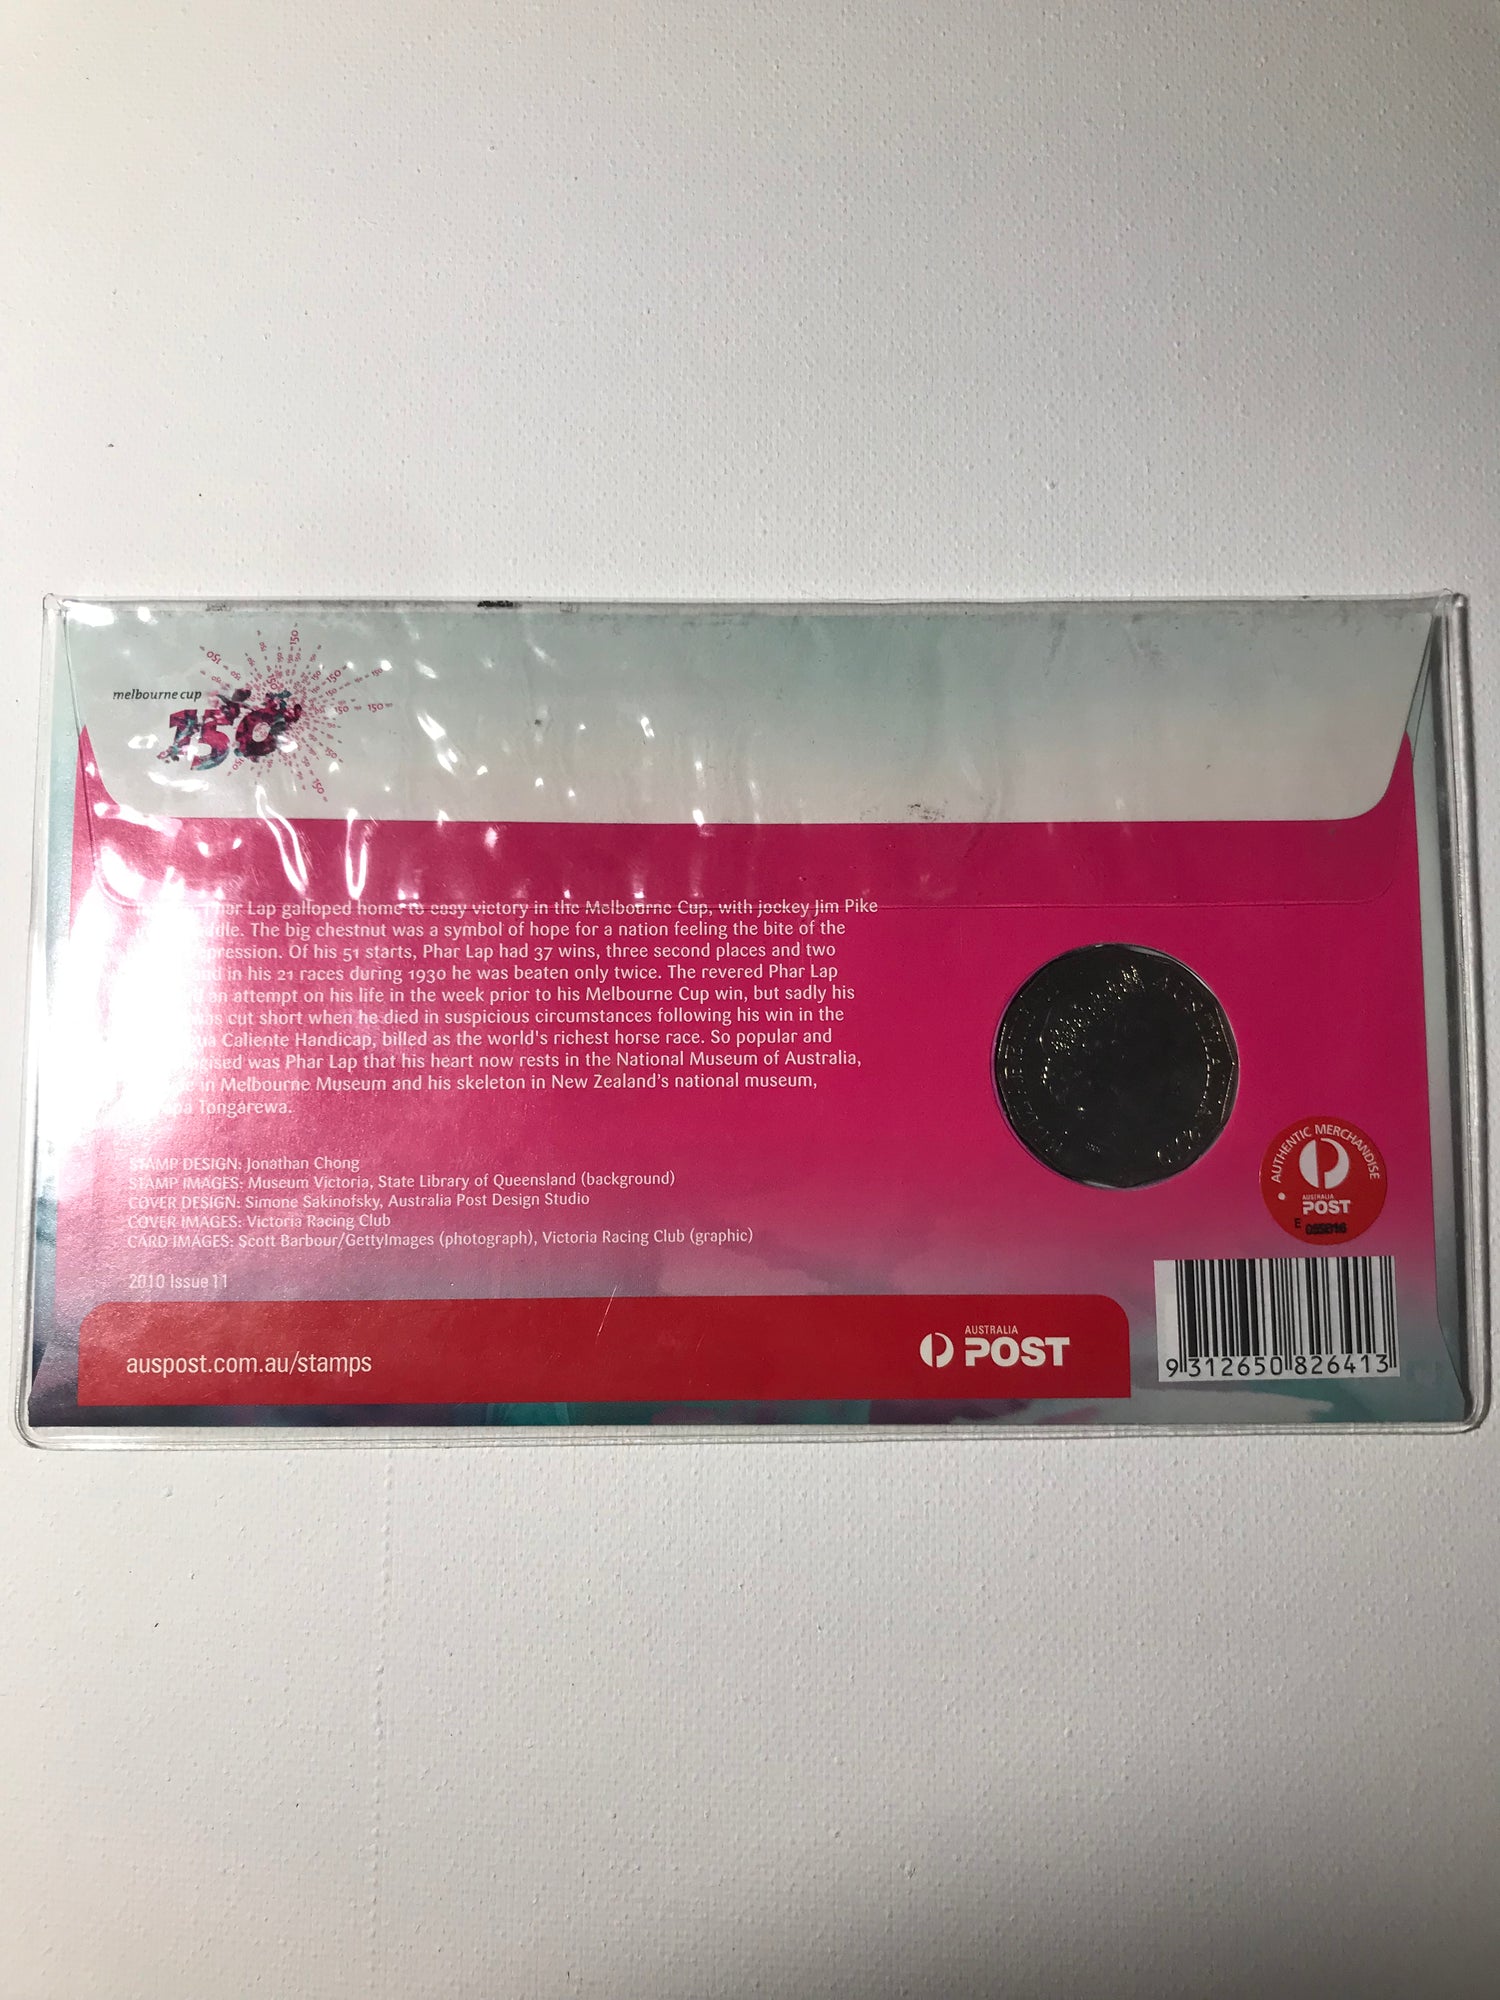 melbourne cup
150
Lap galloped home to easy victory in the Melbourne Cup, with jockey Jim Pike
The big chestnut was a symbol of hope for a nation feeling the bite of the
Of his 51 starts, Phar Lap had 37 wins, three second places and two
in his 21 races during 1930 he was beaten only twice. The revered Phar Lap
an attempt on his life in the week prior to his Melbourne Cup win, but sadly his
was cut short when he died in suspicious circumstances following his win in the
Caliente Handicap, billed as the world's richest horse race. So popular and
was Phar Lap that his heart now rests in the National Museum of Australia,
in Melbourne Museum and his skeleton in New Zealand's national museum,
Tongarewa.
STAMP DESIGN: Jonathan Chong
STAMP IMAGES: Museum Victoria, State Library of Queensland (background)
COVER DESIGN: Simone Sakinofsky, Australia Post Design Studio
COVER IMAGES: Victoria Racing Club
CARD IMAGES: Scott Barbour/GettyImages (photograph), Victoria Racing Club (graphic)
2010 Issue 11
auspost.com.au/stamps
AUSTRALIA
POST
AUSTRALIA
AUTHENTIC MERCHANDISE
AUSTRALIA
POST
E
9 312650 826413